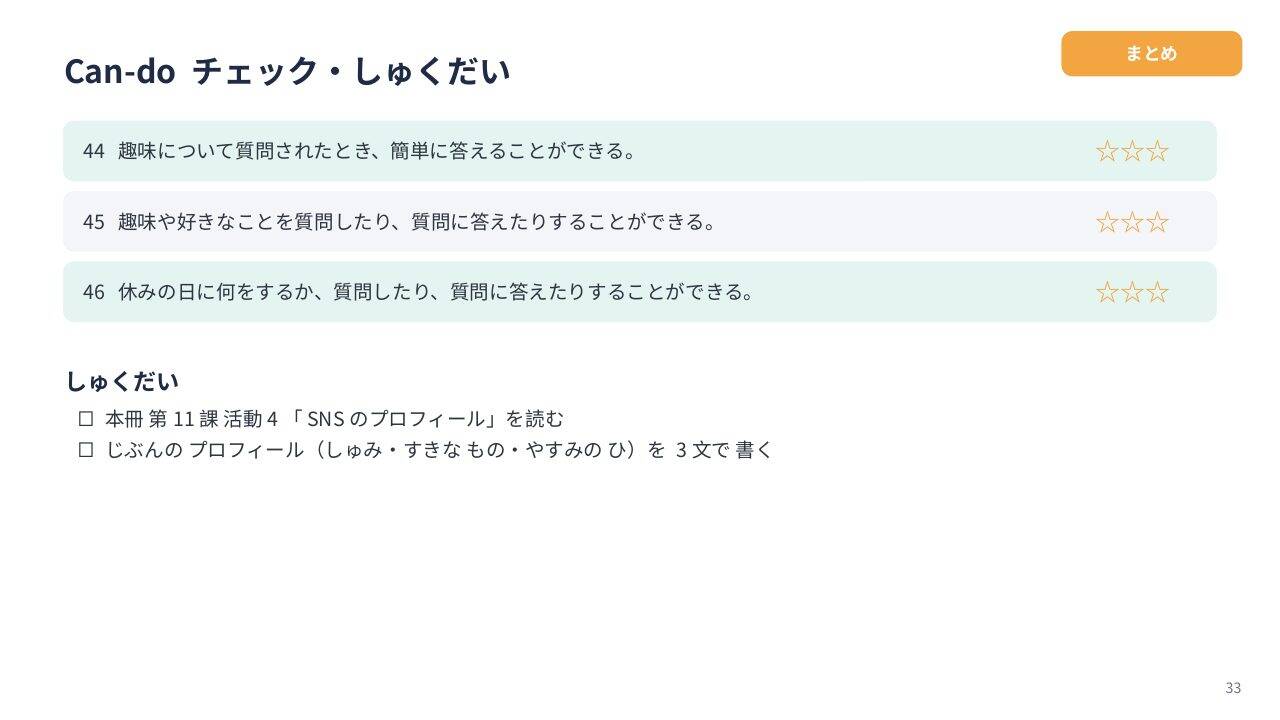 Can-do チェック・しゅくだい
まとめ
44 趣味について質問されたとき、簡単に答えることができる。 ☆☆☆
45 趣味や好きなことを質問したり、質問に答えたりすることができる。 ☆☆☆
46 休みの日に何をするか、質問したり、質問に答えたりすることができる。 ☆☆☆
しゅくだい
☐ 本冊 第 11 課 活動 4 「 SNS のプロフィール」を読む
☐ じぶんの プロフィール（しゅみ・すきな もの・やすみの ひ）を 3 文で 書く
33